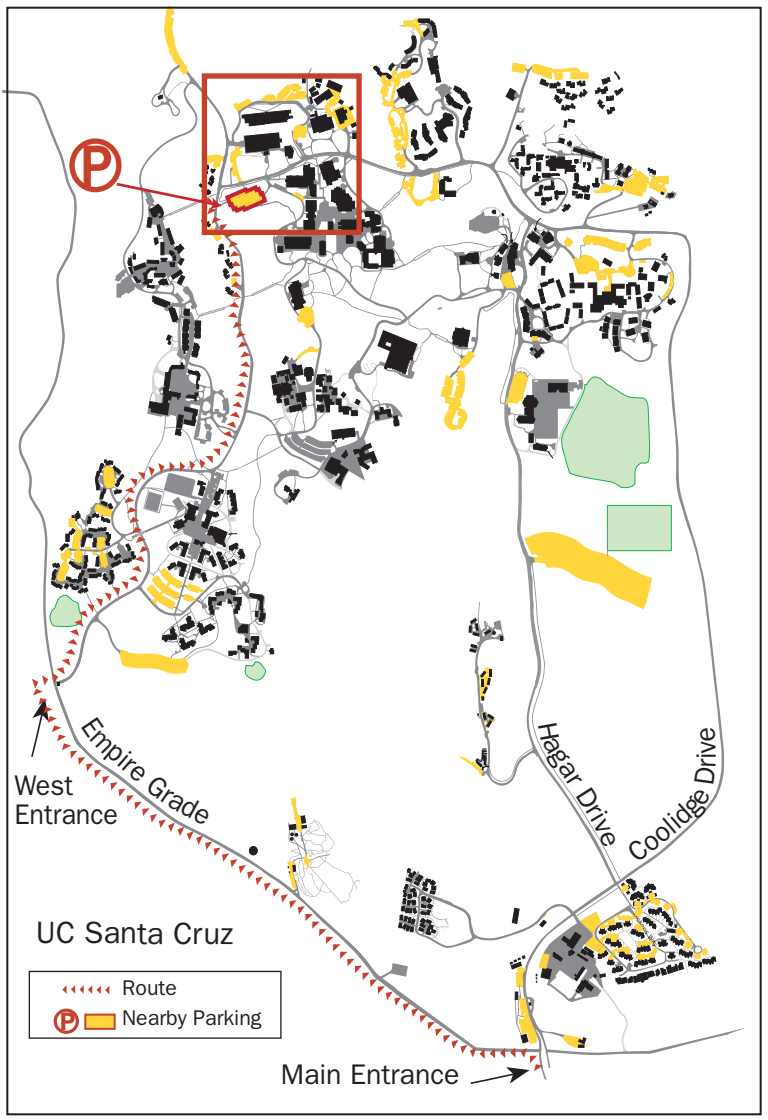 P
Empire Grade
Hagar Drive
Coolidge Drive
West
Entrance
UC Santa Cruz
Route
P Nearby Parking
Main Entrance